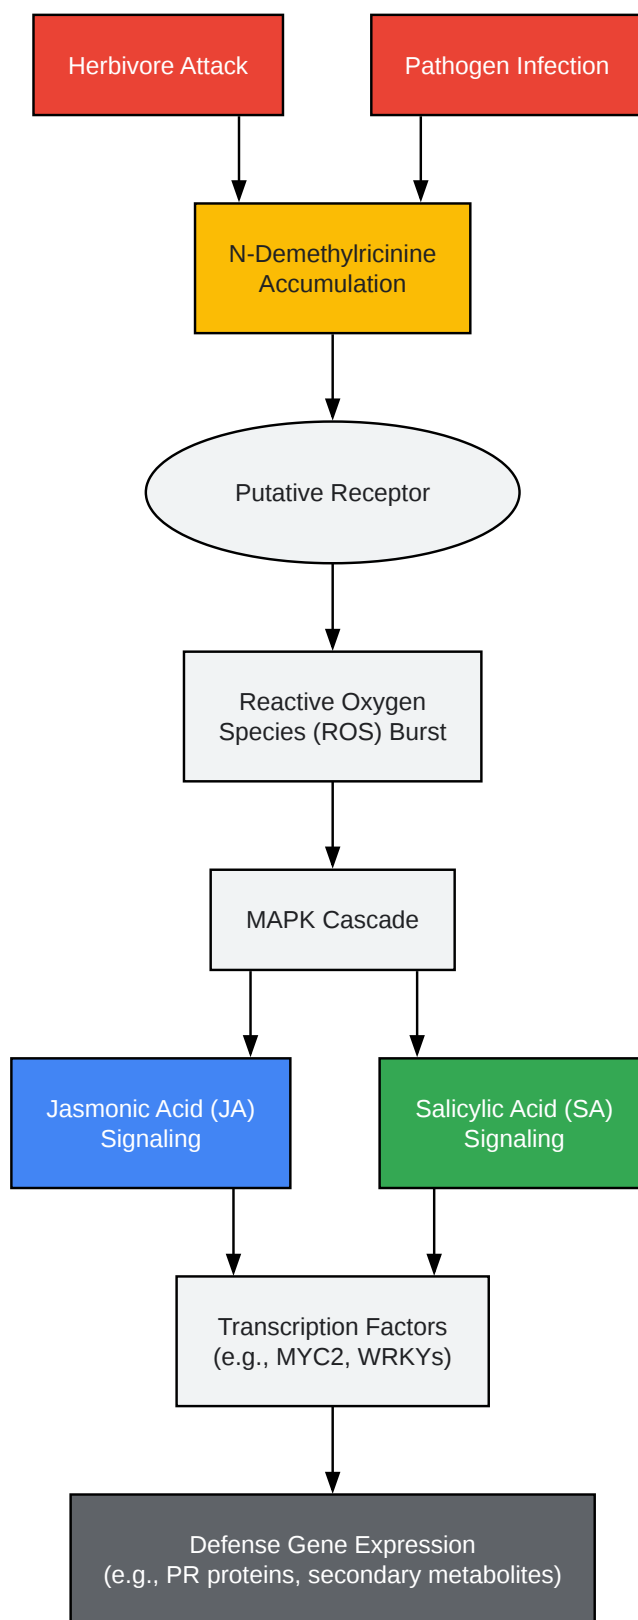 Herbivore Attack
Pathogen Infection
N-Demethylricinine
Accumulation
Putative Receptor
Reactive Oxygen
Species (ROS) Burst
MAPK Cascade
Jasmonic Acid (JA)
Signaling
Salicylic Acid (SA)
Signaling
Transcription Factors
(e.g., MYC2, WRKYs)
Defense Gene Expression
(e.g., PR proteins, secondary metabolites)